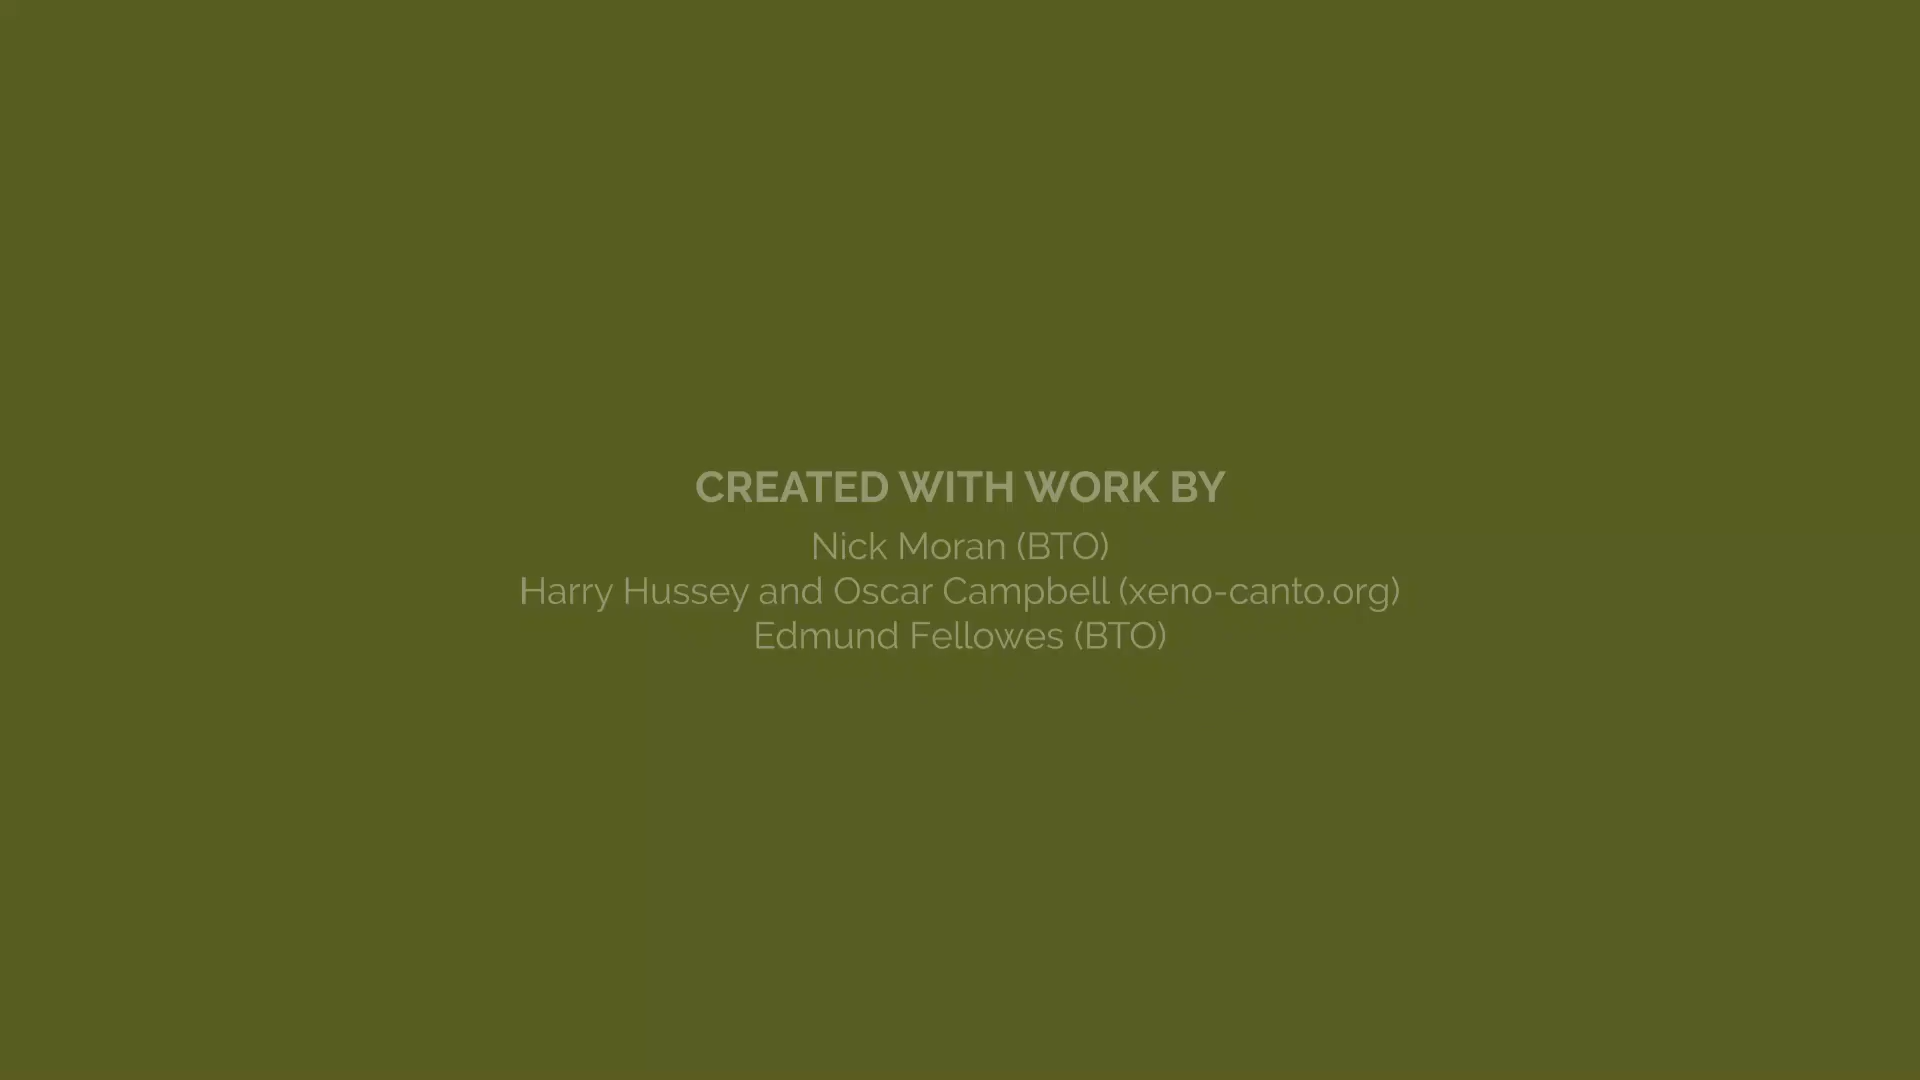 CREATED WITH WORK BY
Nick Moran (BTO)
Harry Hussey and Oscar Campbell (xeno-canto.org)
Edmund Fellowes (BTO)